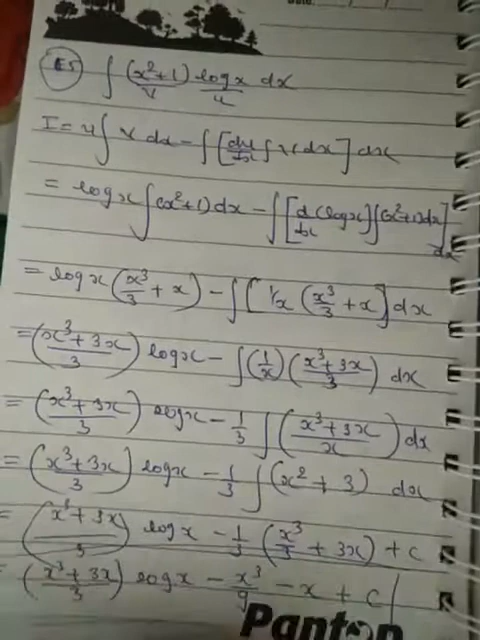 Date:
E5 ∫ (x²+1) log x dx
v u
I = u ∫ v dx - ∫ [du/dx ∫ v dx] dx
= log x ∫ (x²+1) dx - ∫ [d/dx (log x) ∫ (x²+1) dx] dx
= log x (x³/3 + x) - ∫ [1/x (x³/3 + x] dx
= (x³ + 3x / 3) log x - ∫ (1/x) (x³ + 3x / 3) dx
= (x³ + 3x / 3) log x - 1/3 ∫ (x³ + 3x / x) dx
= (x³ + 3x / 3) log x - 1/3 ∫ (x² + 3) dx
= (x³ + 3x / 3) log x - 1/3 (x³/3 + 3x) + c
= (x³ + 3x / 3) log x - x³/9 - x + c
Panton